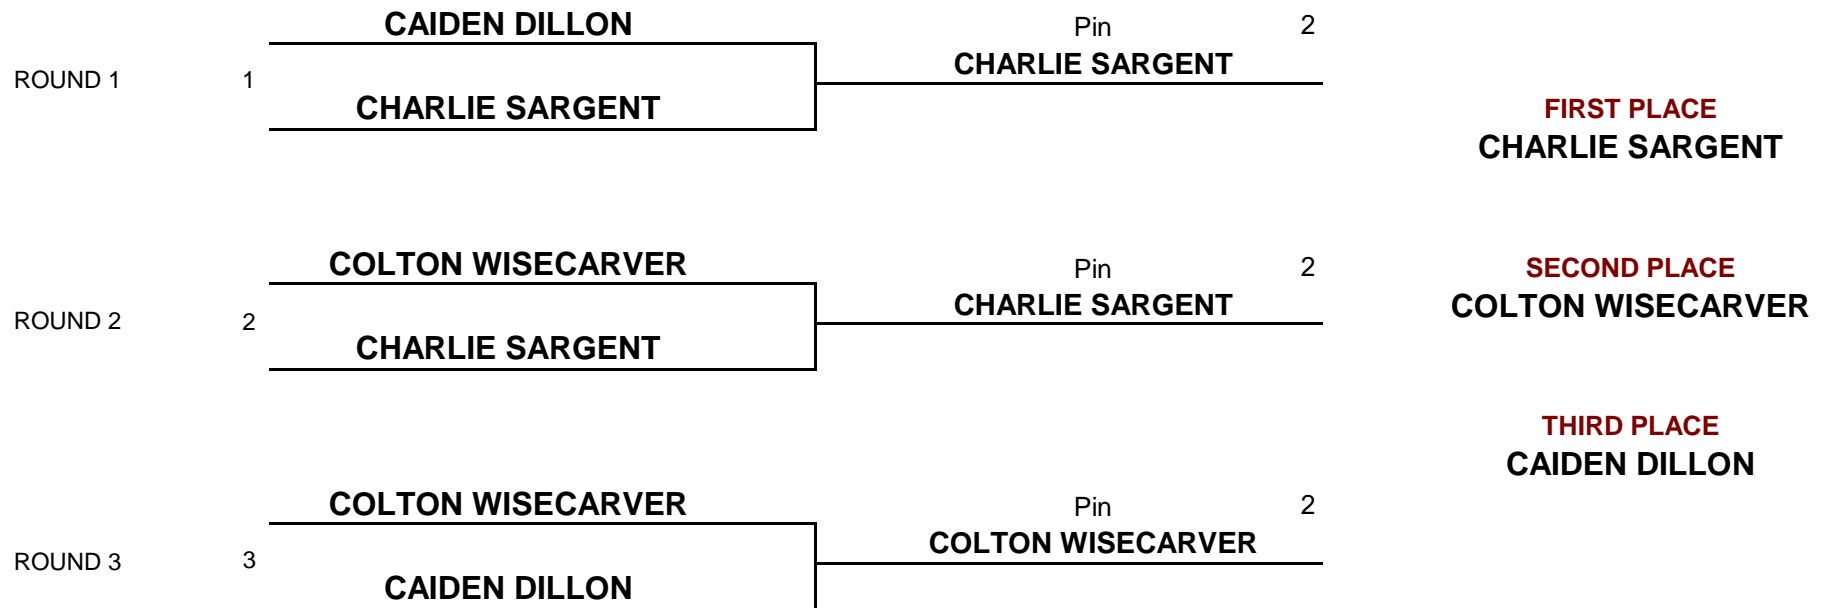 CAIDEN DILLON
Pin 2
ROUND 1 1
CHARLIE SARGENT
CHARLIE SARGENT
FIRST PLACE
CHARLIE SARGENT
COLTON WISECARVER
Pin 2
SECOND PLACE
ROUND 2 2
CHARLIE SARGENT
COLTON WISECARVER
CHARLIE SARGENT
THIRD PLACE
CAIDEN DILLON
COLTON WISECARVER
Pin 2
ROUND 3 3
COLTON WISECARVER
CAIDEN DILLON